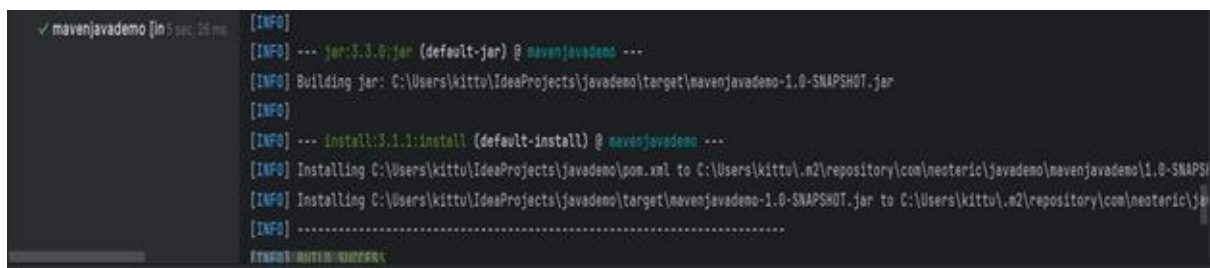 ✓ mavenjavademo [in 5 sec, 26 ms
[INFO]
[INFO] --- jar:3.3.0:jar (default-jar) @ mavenjavademo ---
[INFO] Building jar: C:\Users\kittu\IdeaProjects\javademo\target\mavenjavademo-1.0-SNAPSHOT.jar
[INFO]
[INFO] --- install:3.1.1:install (default-install) @ mavenjavademo ---
[INFO] Installing C:\Users\kittu\IdeaProjects\javademo\pom.xml to C:\Users\kittu\.m2\repository\com\neoteric\javademo\mavenjavademo\1.0-SNAPS
[INFO] Installing C:\Users\kittu\IdeaProjects\javademo\target\mavenjavademo-1.0-SNAPSHOT.jar to C:\Users\kittu\.m2\repository\com\neoteric\ja
[INFO] ------------------------------------------------------------------------
[INFO] BUILD SUCCESS